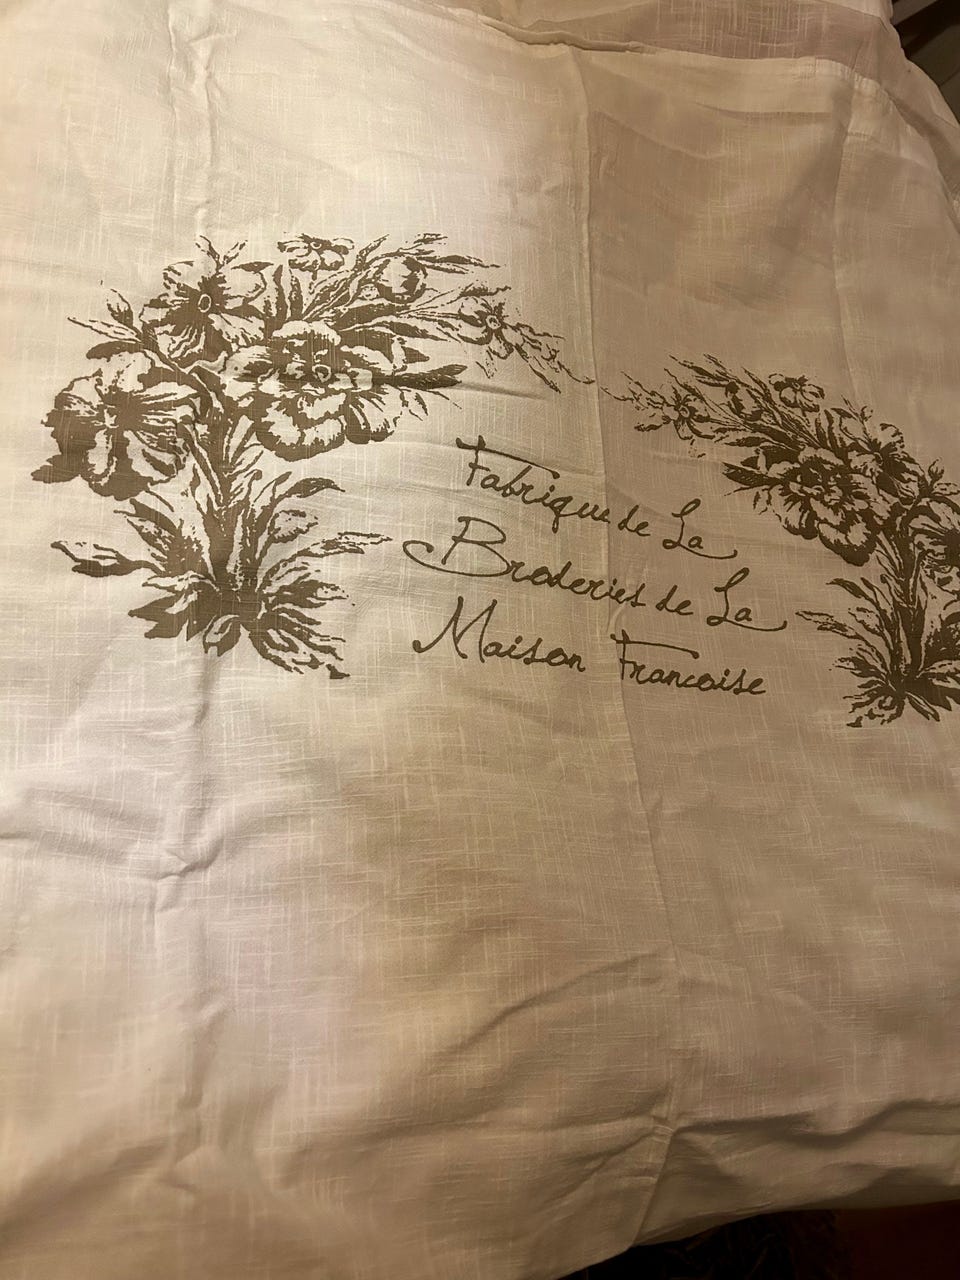 Fabrique de La
Broderies de La
Maison Francoise